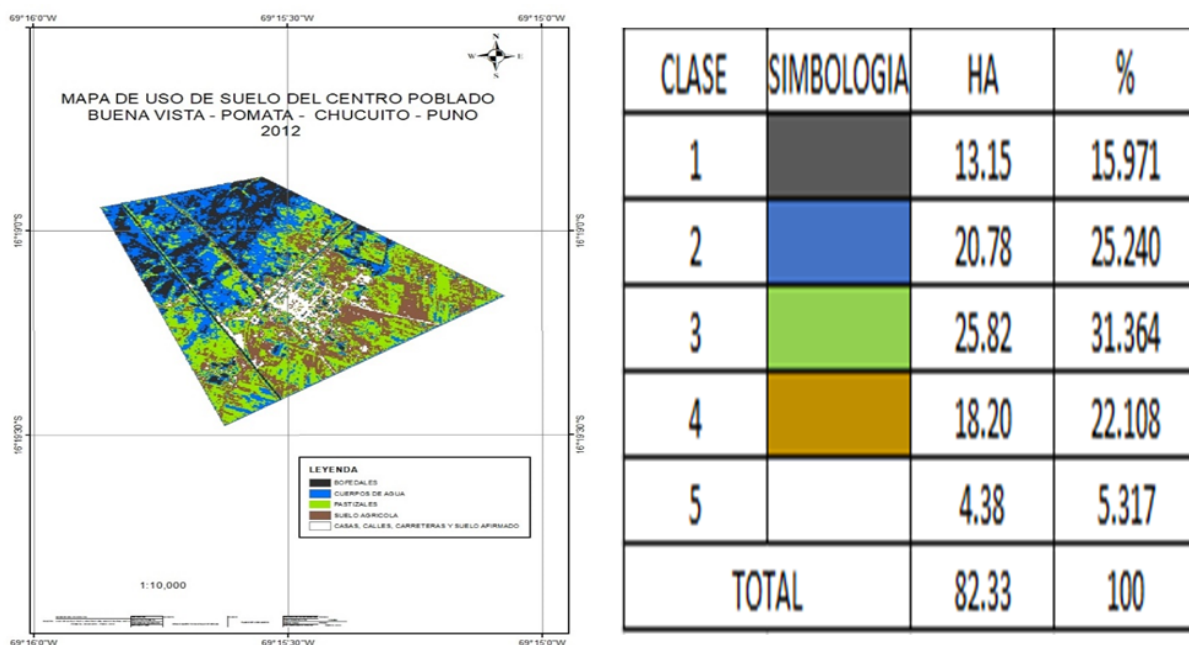 69°16'0"W 69°15'30"W 69°15'0"W
N
W E
S
MAPA DE USO DE SUELO DEL CENTRO POBLADO
BUENA VISTA - POMATA - CHUCUITO - PUNO
2012
16°19'0"S 16°19'0"S
16°19'30"S 16°19'30"S
LEYENDA
BOFEDALES
CUERPOS DE AGUA
PASTIZALES
SUELO AGRICOLA
CASAS, CALLES, CARRETERAS Y SUELO AFIRMADO
1:10,000
69°16'0"W 69°15'30"W 69°15'0"W
CLASE SIMBOLOGIA HA %
1 13.15 15.971
2 20.78 25.240
3 25.82 31.364
4 18.20 22.108
5 4.38 5.317
TOTAL 82.33 100